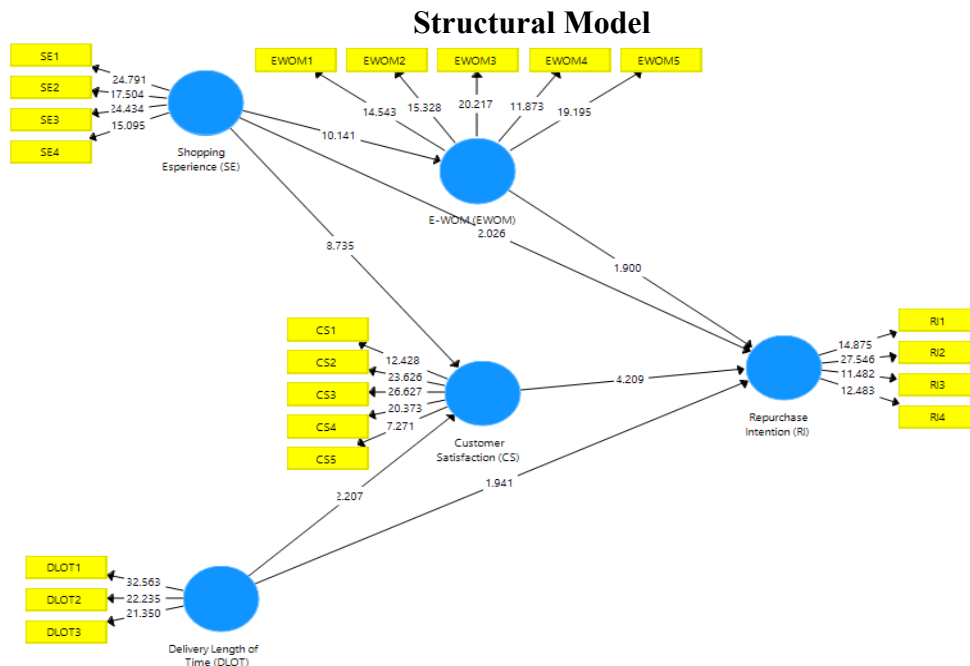 Structural Model
SE1
SE2
SE3
SE4
24.791
17.504
24.434
15.095
Shopping
Esperience (SE)
EWOM1
EWOM2
EWOM3
EWOM4
EWOM5
14.543
15.328
20.217
11.873
19.195
10.141
E-WOM (EWOM)
2.026
8.735
1.900
CS1
CS2
CS3
CS4
CS5
12.428
23.626
26.627
20.373
7.271
Customer
Satisfaction (CS)
4.209
RI1
RI2
RI3
RI4
14.875
27.546
11.482
12.483
Repurchase
Intention (RI)
2.207
1.941
DLOT1
DLOT2
DLOT3
32.563
22.235
21.350
Delivery Length of
Time (DLOT)